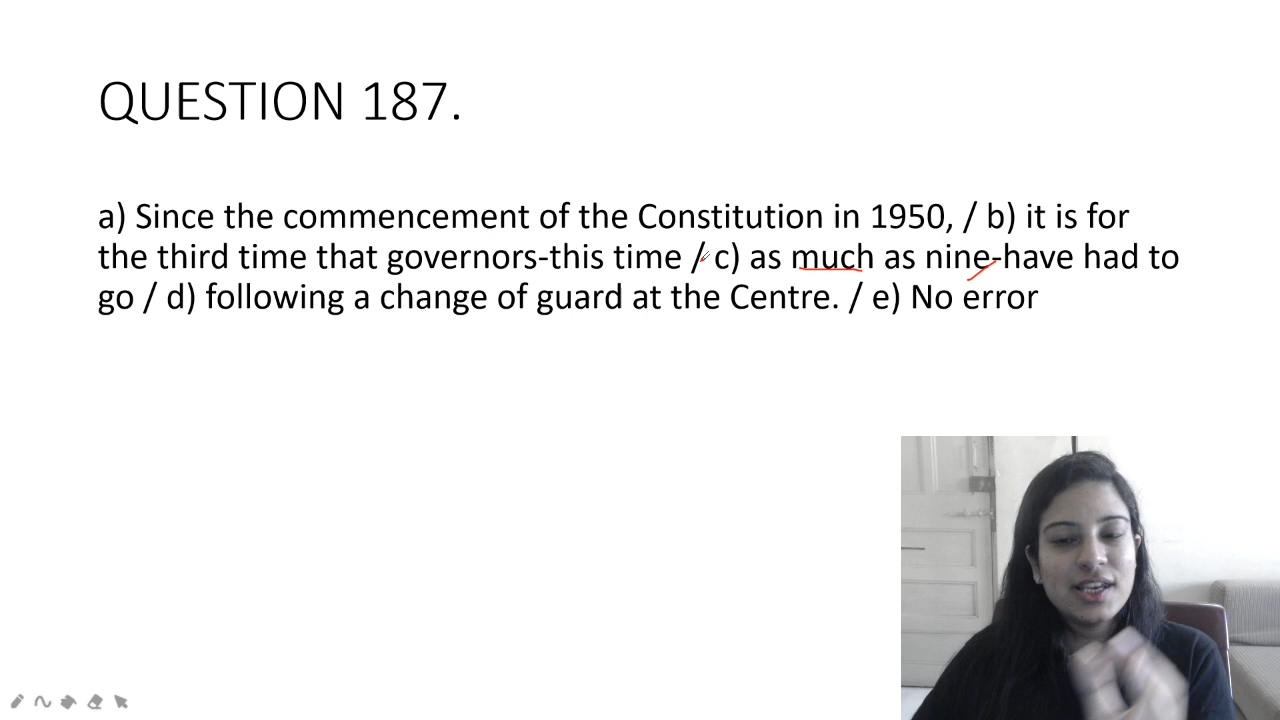 QUESTION 187.
a) Since the commencement of the Constitution in 1950, / b) it is for
the third time that governors-this time / c) as much as nine-have had to
go / d) following a change of guard at the Centre. / e) No error